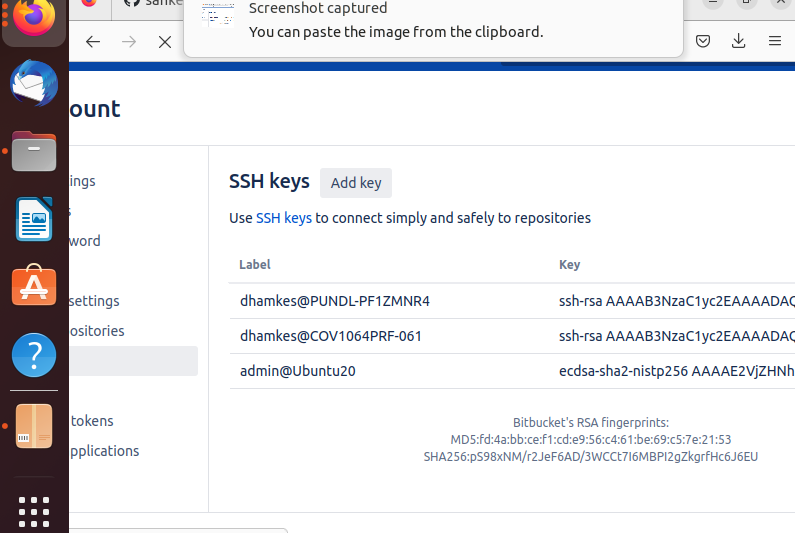 Screenshot captured
You can paste the image from the clipboard.
ount
ings
word
settings
ositories
tokens
pplications
SSH keys
Add key
Use SSH keys to connect simply and safely to repositories
Label Key
dhamkes@PUNDL-PF1ZMNR4 ssh-rsa AAAAB3NzaC1yc2EAAAADAQ
dhamkes@COV1064PRF-061 ssh-rsa AAAAB3NzaC1yc2EAAAADAQ
admin@Ubuntu20 ecdsa-sha2-nistp256 AAAAE2VjZHNh
Bitbucket's RSA fingerprints:
MD5:fd:4a:bb:ce:f1:cd:e9:56:c4:61:be:69:c5:7e:21:53
SHA256:pS98xNM/r2JeF6AD/3WCCt7I6MBPI2gZkgrfHc6J6EU